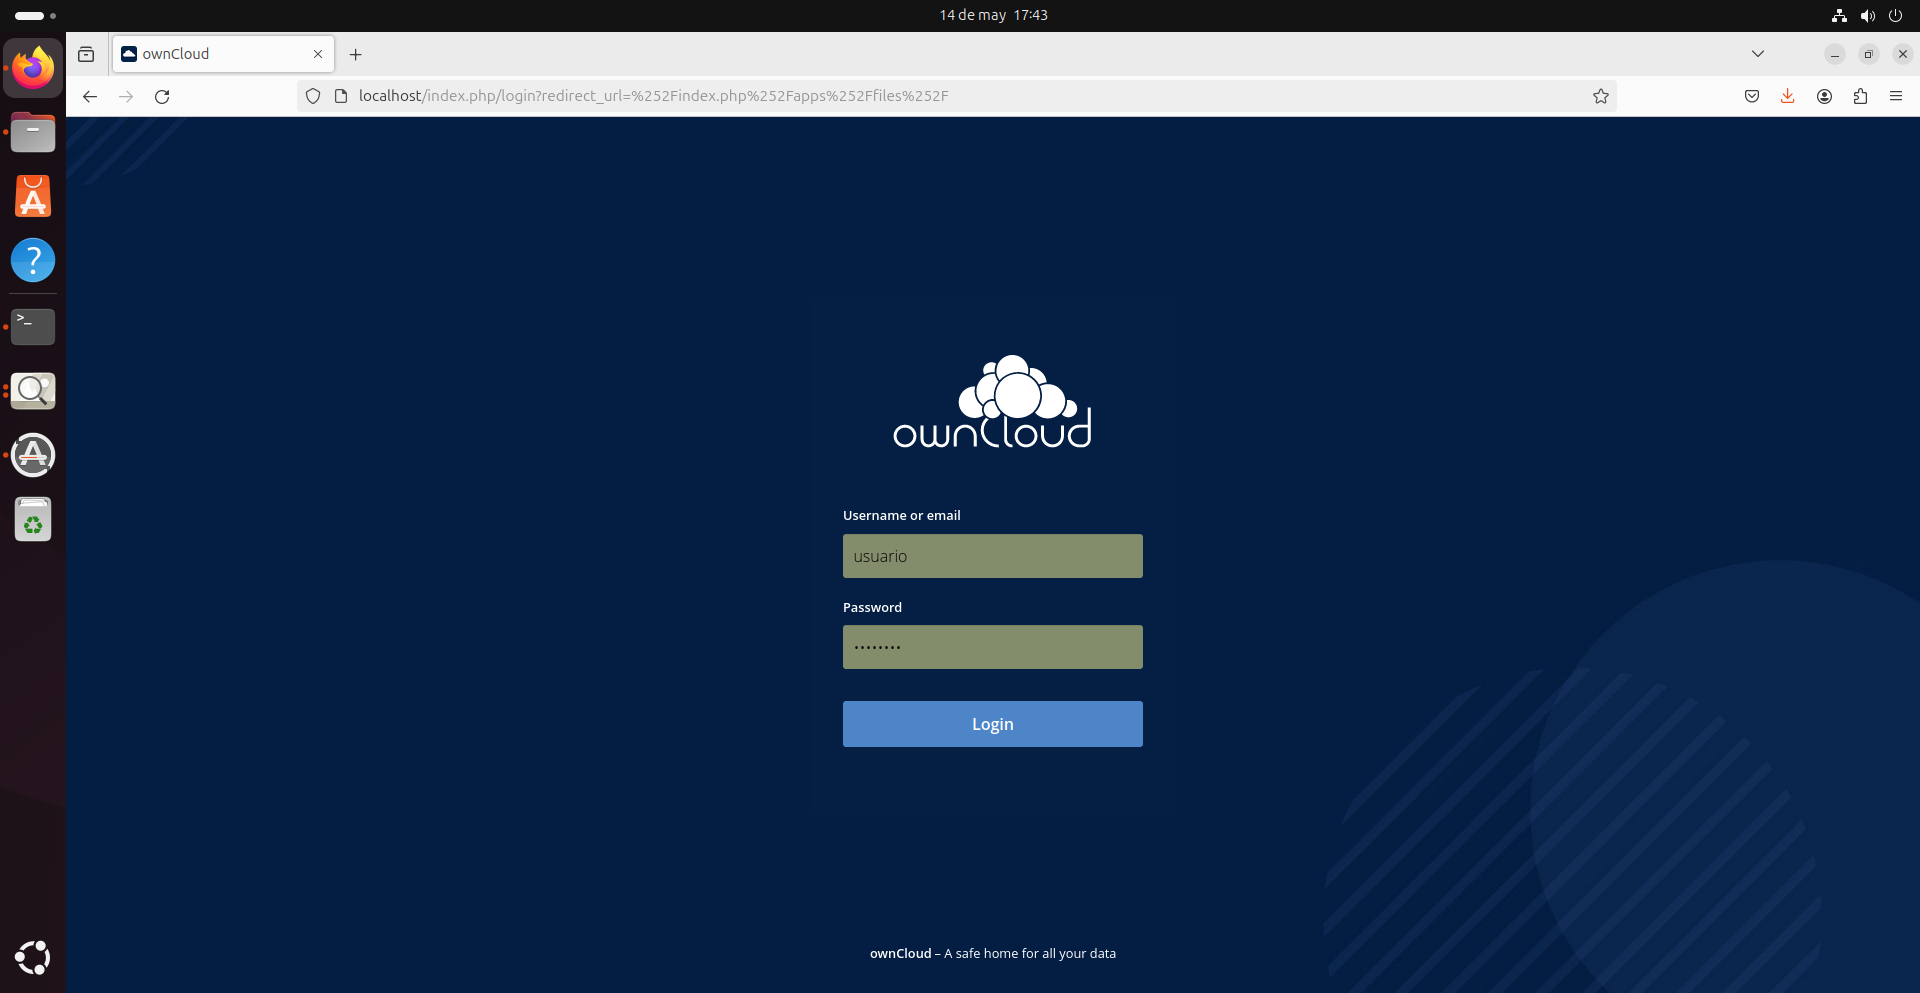 14 de may 17:43
ownCloud
localhost/index.php/login?redirect_url=%252Findex.php%252Fapps%252Ffiles%252F
ownCloud
Username or email
usuario
Password
••••••••
Login
ownCloud – A safe home for all your data